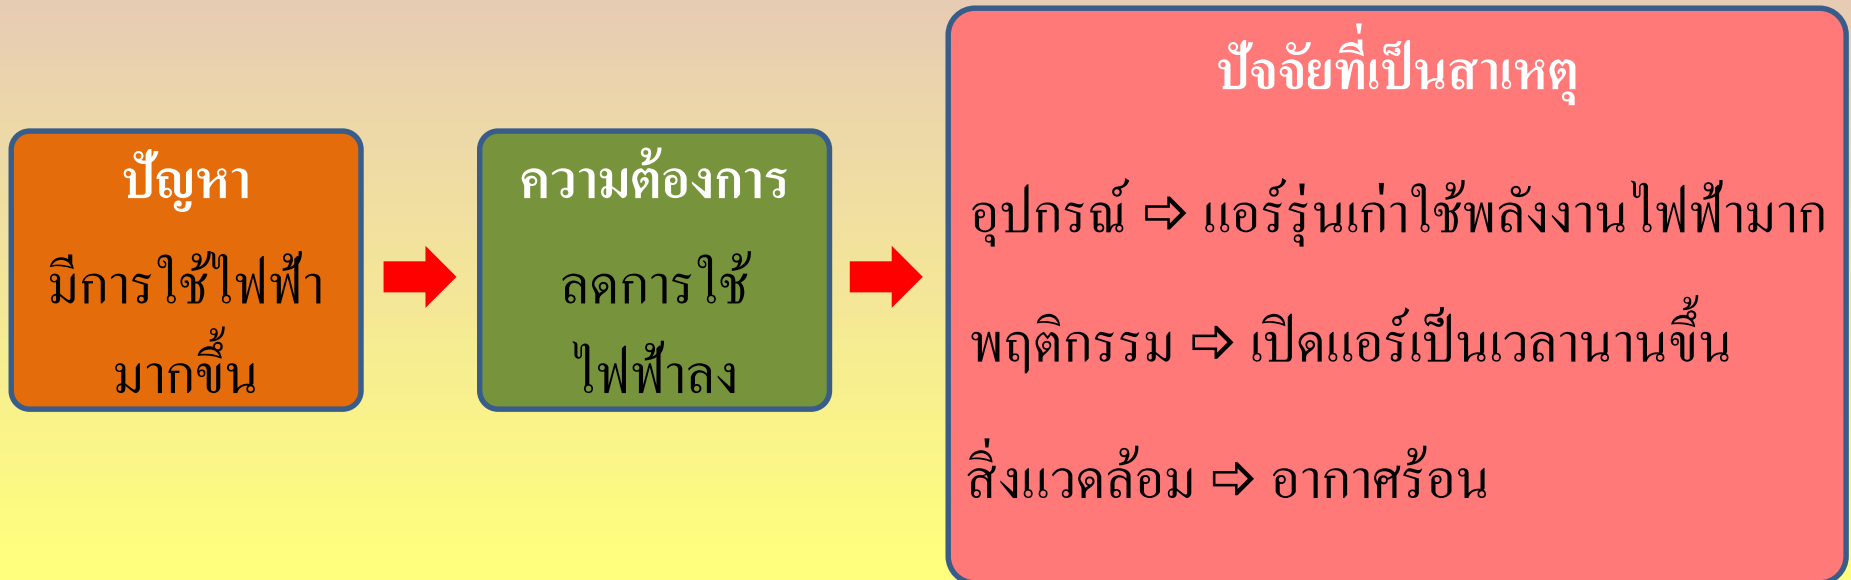 ปัญหา
มีการใช้ไฟฟ้า
มากขึ้น
ความต้องการ
ลดการใช้
ไฟฟ้าลง
ปัจจัยที่เป็นสาเหตุ
อุปกรณ์ ⇨ แอร์รุ่นเก่าใช้พลังงานไฟฟ้ามาก
พฤติกรรม ⇨ เปิดแอร์เป็นเวลานานขึ้น
สิ่งแวดล้อม ⇨ อากาศร้อน